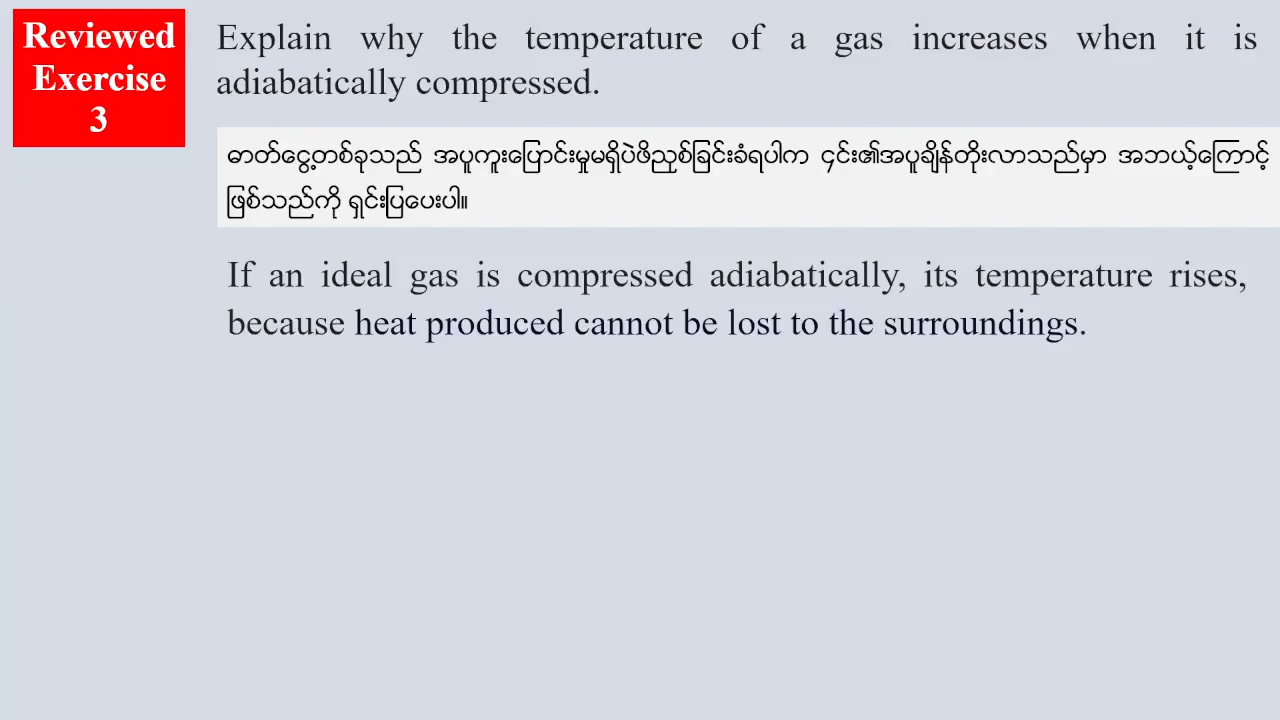 Reviewed
Exercise
3
Explain why the temperature of a gas increases when it is
adiabatically compressed.
ဓာတ်ငွေ့တစ်ခုသည် အပူကူးပြောင်းမှုမရှိပဲဖိညှစ်ခြင်းခံရပါက ၄င်း၏အပူချိန်တိုးလာသည်မှာ အဘယ့်ကြောင့်
ဖြစ်သည်ကို ရှင်းပြပေးပါ။
If an ideal gas is compressed adiabatically, its temperature rises,
because heat produced cannot be lost to the surroundings.